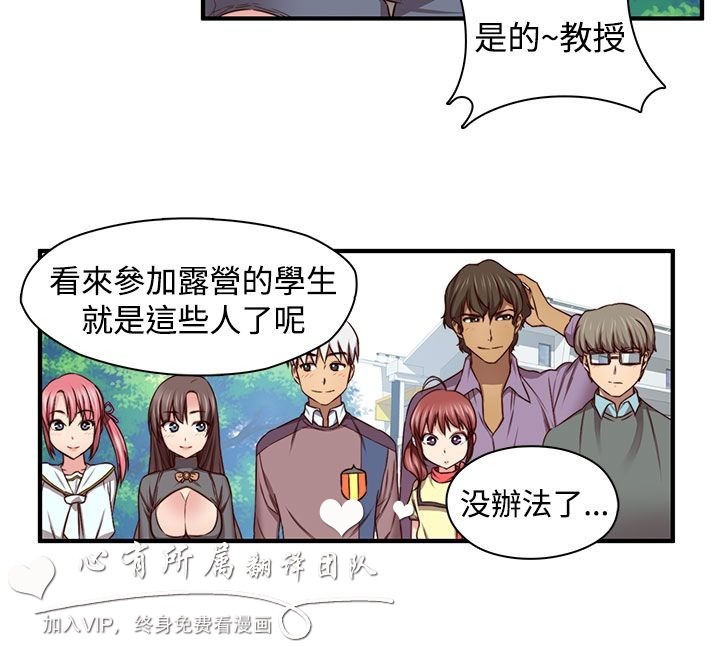 是的~教授
看來參加露營的學生
就是這些人了呢
没辦法了...
心有所属翻译团队
加入VIP，终身免费看漫画